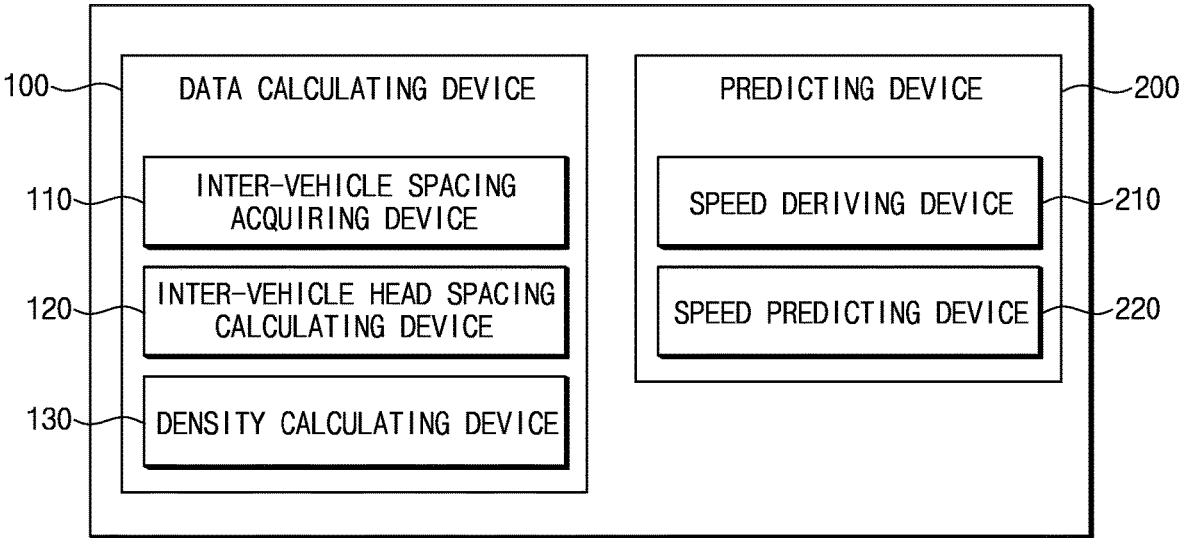 100
DATA CALCULATING DEVICE
110
INTER-VEHICLE SPACING
ACQUIRING DEVICE
120
INTER-VEHICLE HEAD SPACING
CALCULATING DEVICE
130
DENSITY CALCULATING DEVICE
PREDICTING DEVICE
200
SPEED DERIVING DEVICE
210
SPEED PREDICTING DEVICE
220